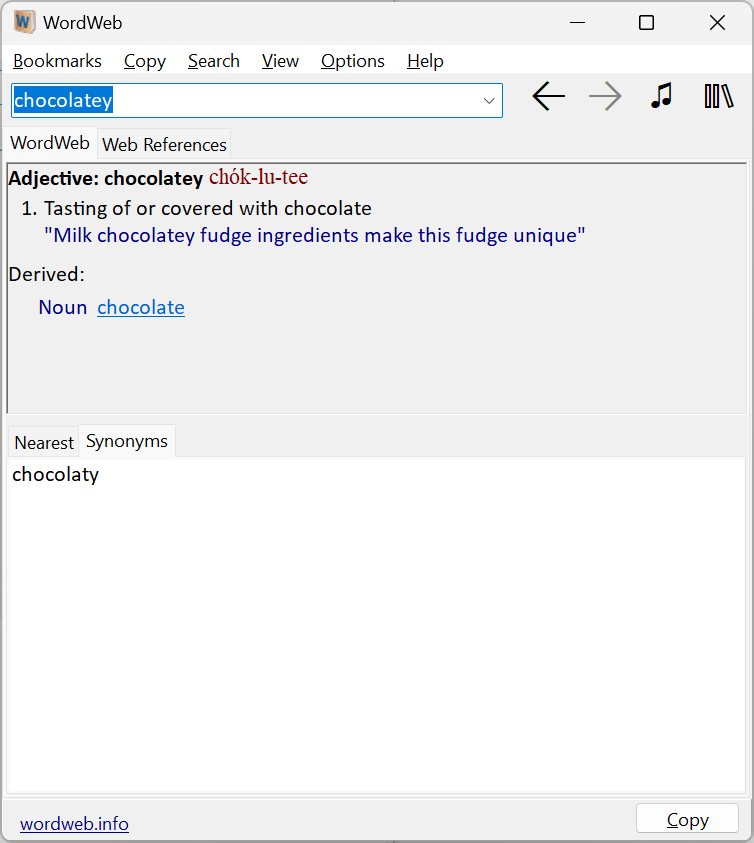 WordWeb
Bookmarks Copy Search View Options Help
chocolatey
WordWeb Web References
Adjective: chocolatey chók-lu-tee
1. Tasting of or covered with chocolate
"Milk chocolatey fudge ingredients make this fudge unique"
Derived:
Noun chocolate
Nearest Synonyms
chocolaty
wordweb.info Copy